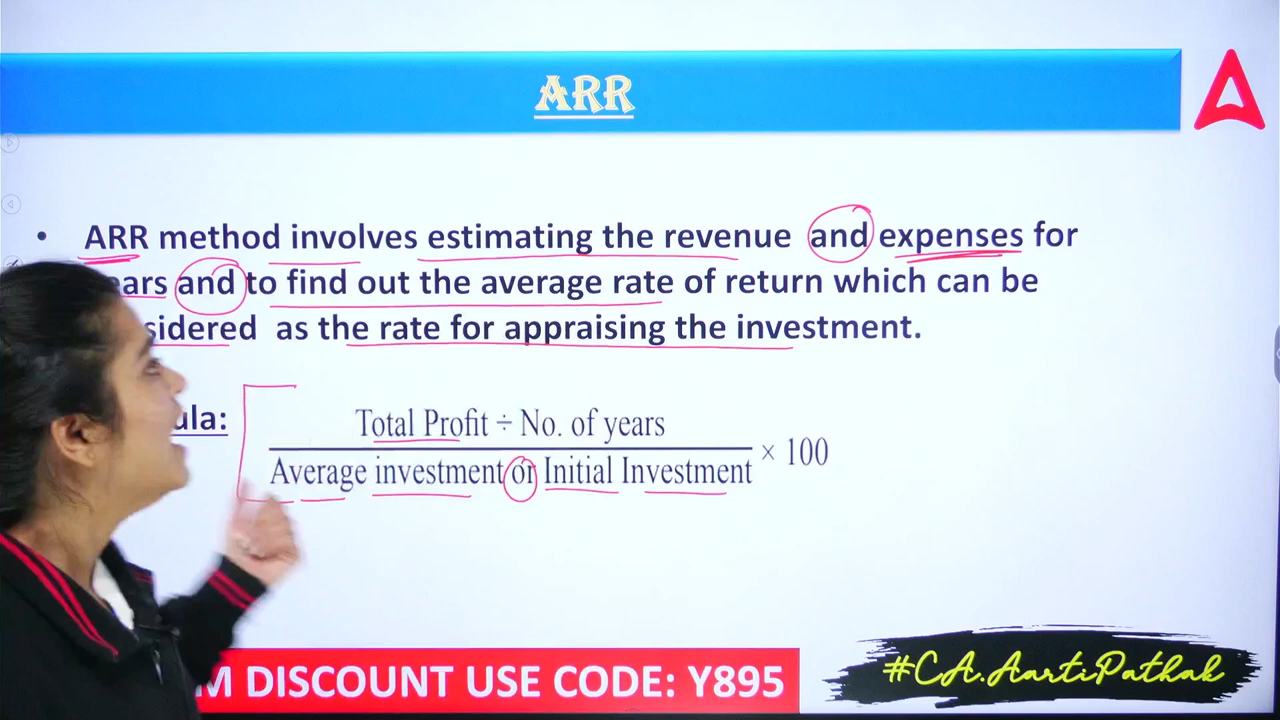 ARR
• ARR method involves estimating the revenue and expenses for
and to find out the average rate of return which can be
as the rate for appraising the investment.
Total Profit ÷ No. of years
Average investment or Initial Investment × 100
DISCOUNT USE CODE: Y895
#CA.AartiPathak